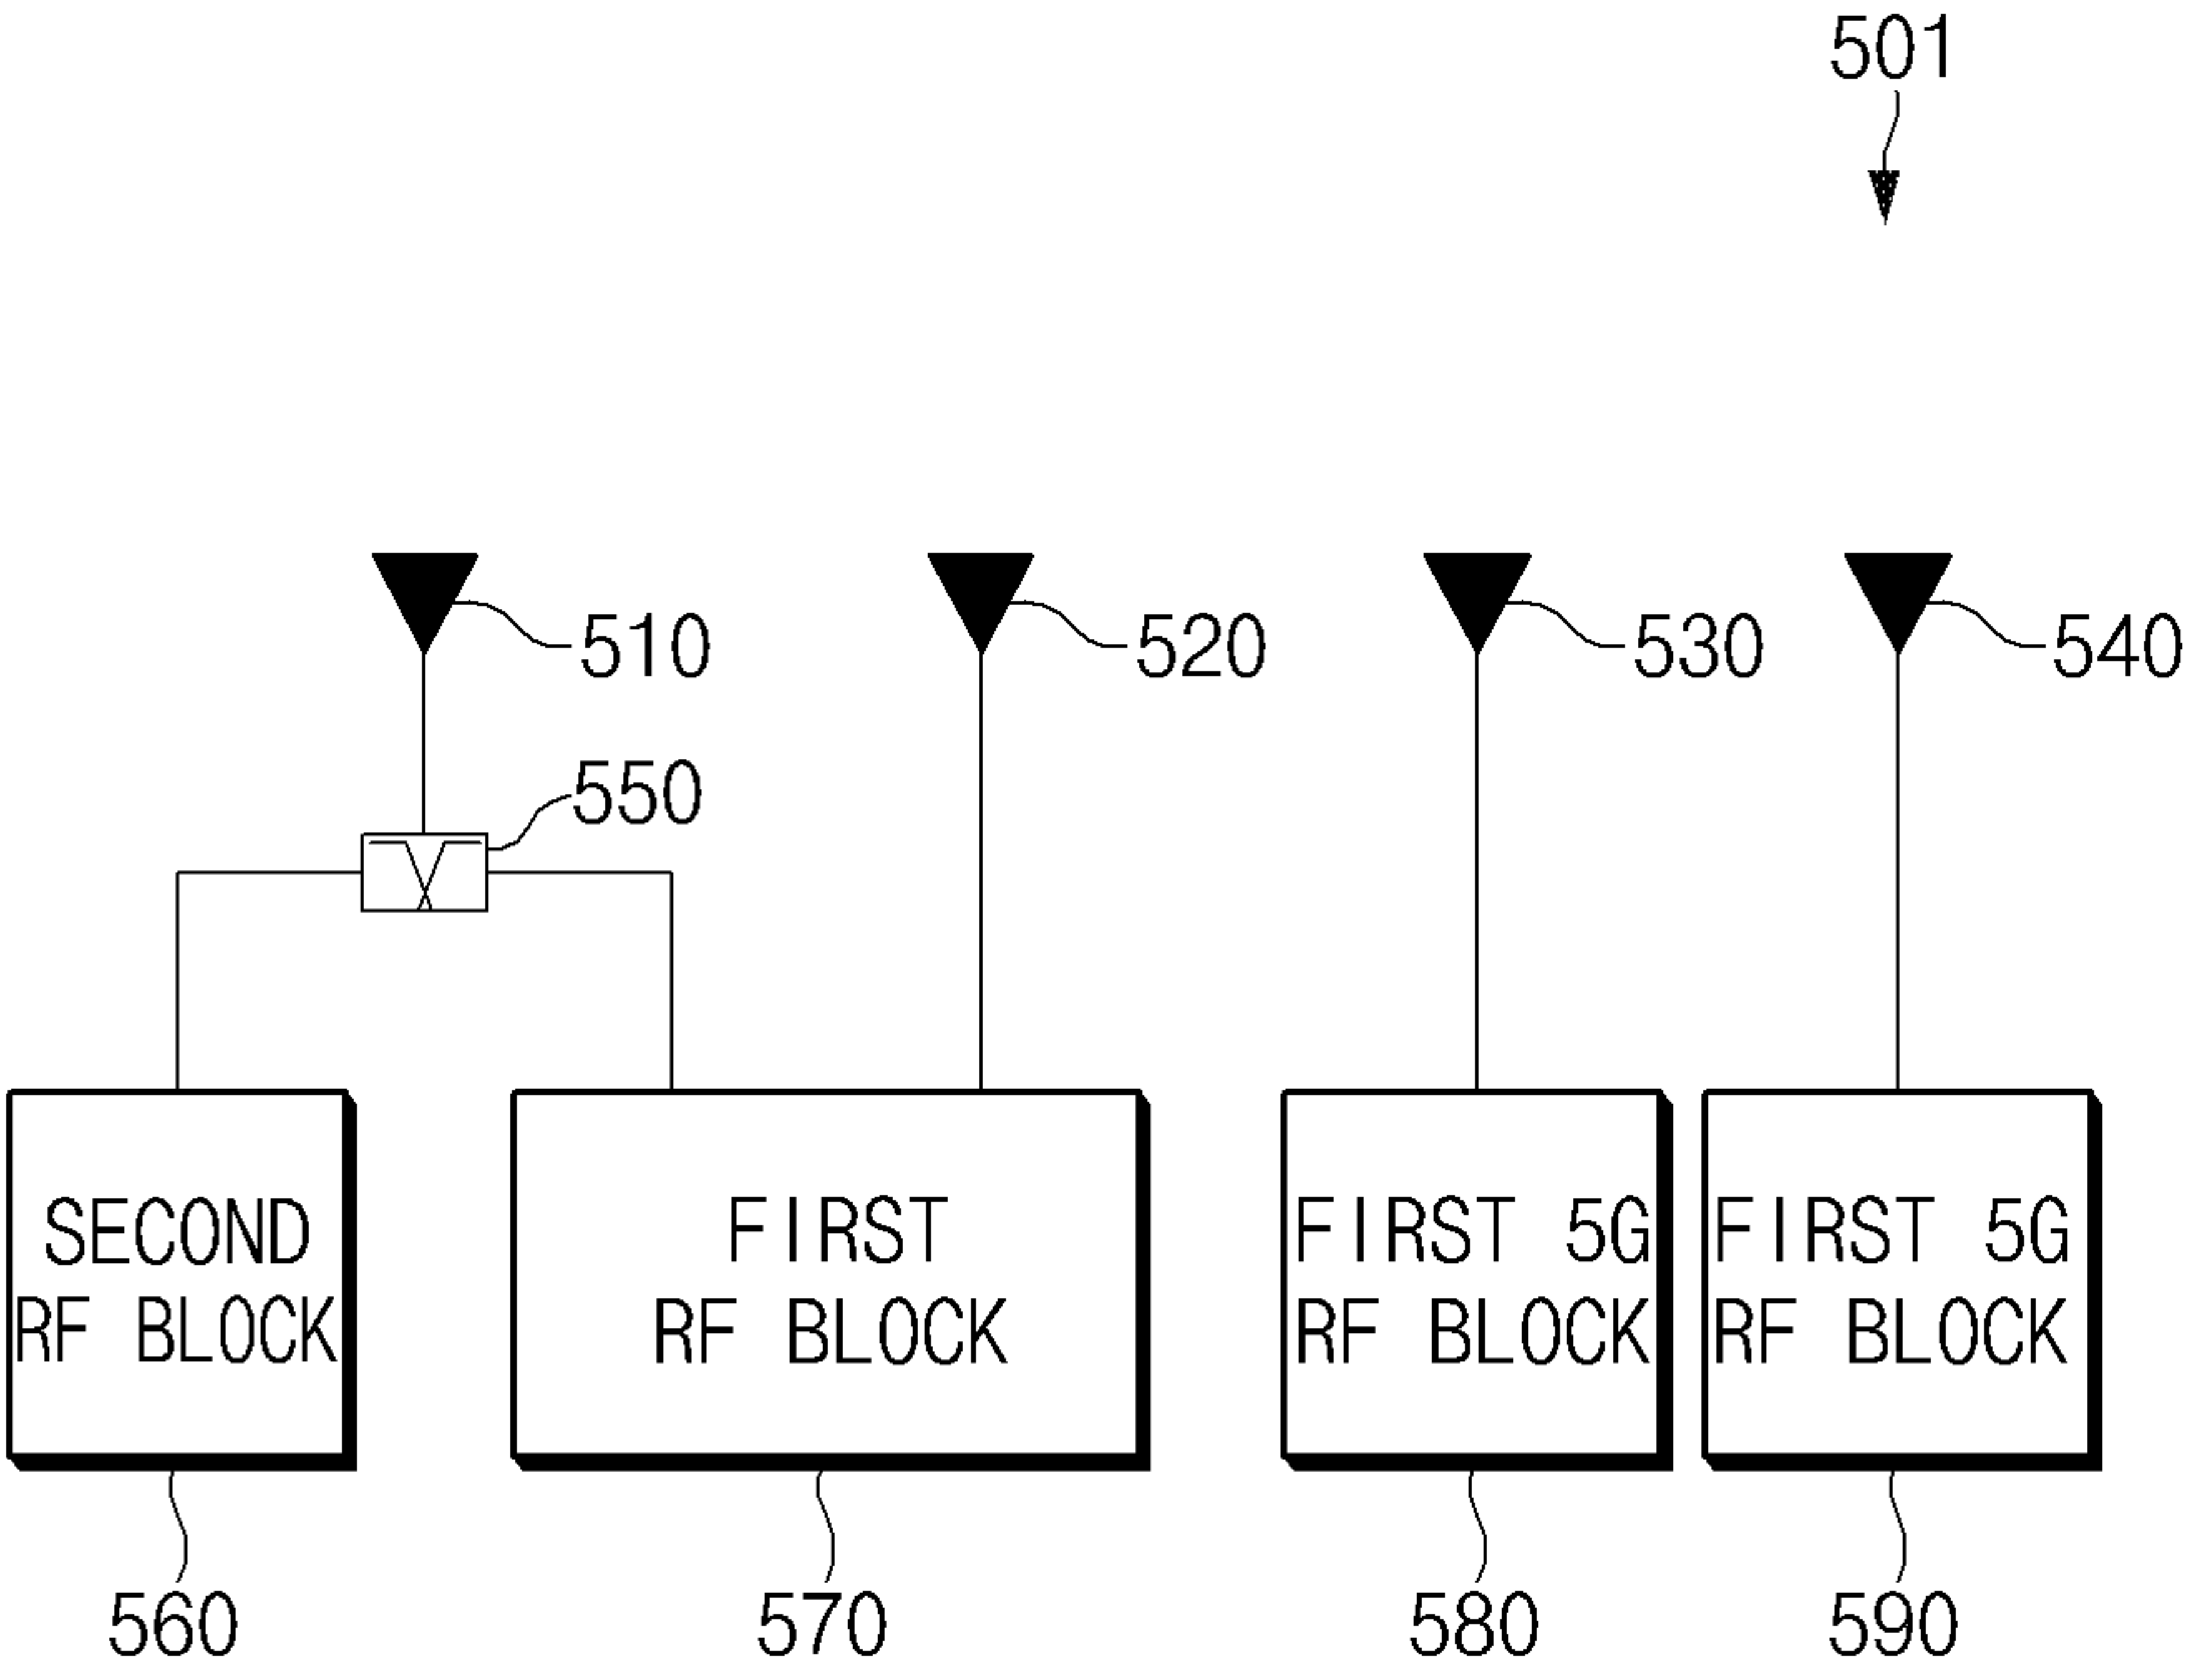 501
510
520
530
540
550
SECOND
RF BLOCK
FIRST
RF BLOCK
FIRST 5G
RF BLOCK
FIRST 5G
RF BLOCK
560
570
580
590